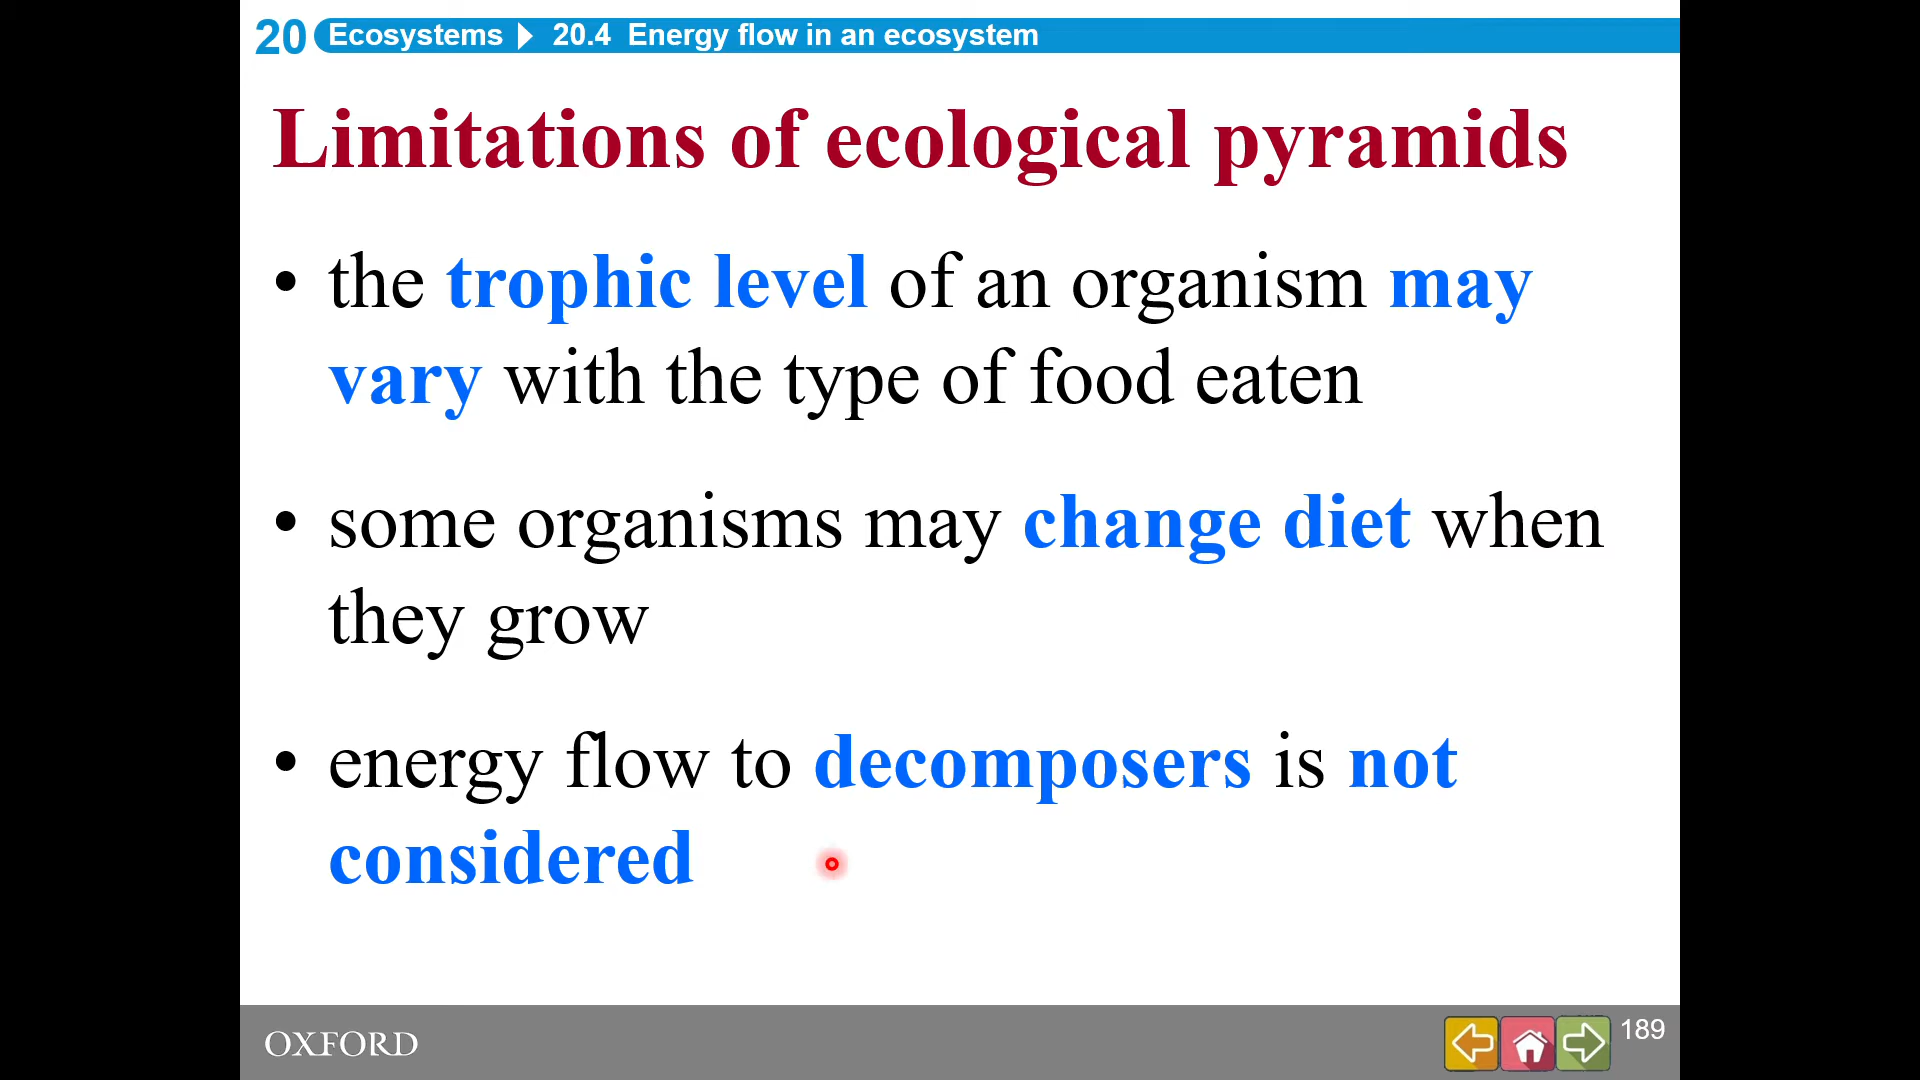 20 Ecosystems 20.4 Energy flow in an ecosystem
Limitations of ecological pyramids
• the trophic level of an organism may
vary with the type of food eaten
• some organisms may change diet when
they grow
• energy flow to decomposers is not
considered
OXFORD
189